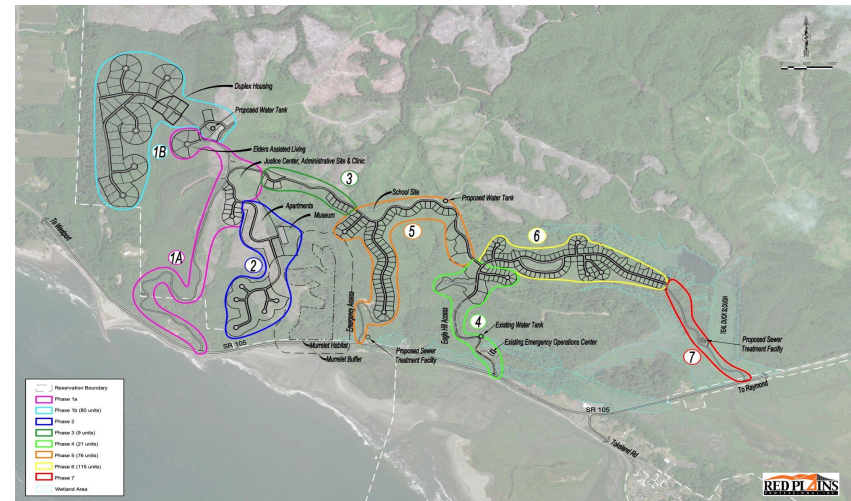 Duplex Housing
Proposed Water Tank
1B
Elders Assisted Living
Justice Center, Administrative Site & Clinic
3
School Site
Proposed Water Tank
Apartments
Museum
To Westport
1A
2
5
6
Emergency Access
Eagle Hill Access
4
Existing Water Tank
Existing Emergency Operations Center
TEAL DUCK SLOUGH
Proposed Sewer
Treatment Facility
7
SR 105
Murrelet Habitat
Murrelet Buffer
Proposed Sewer
Treatment Facility
To Raymond
SR 105
Tokeland Rd
Reservation Boundary
Phase 1a
Phase 1b (80 units)
Phase 2
Phase 3 (9 units)
Phase 4 (21 units)
Phase 5 (76 units)
Phase 6 (115 units)
Phase 7
Wetland Area
RED PLAINS
PROFESSIONAL